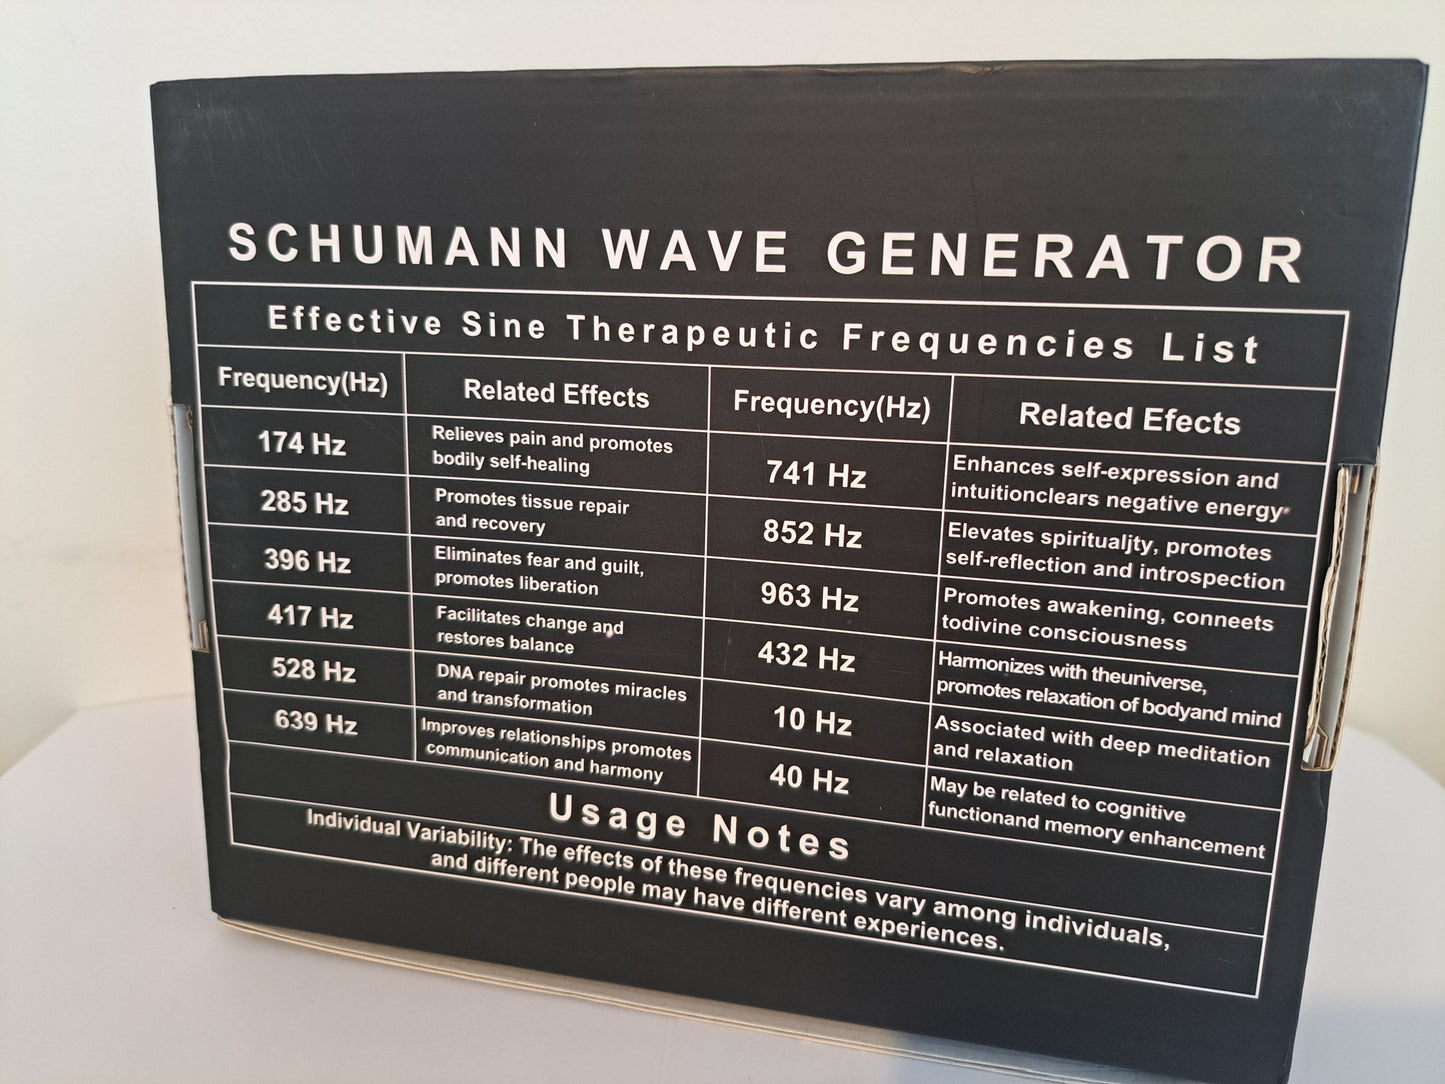 SCHUMANN WAVE GENERATOR
Effective Sine Therapeutic Frequencies List
Frequency(Hz)
Related Effects
Frequency(Hz)
Related Efects
174 Hz
Relieves pain and promotes
bodily self-healing
741 Hz
Enhances self-expression and
intuitionclears negative energy
285 Hz
Promotes tissue repair
and recovery
852 Hz
Elevates spiritualjty, promotes
self-reflection and introspection
396 Hz
Eliminates fear and guilt,
promotes liberation
963 Hz
Promotes awakening, conneets
todivine consciousness
417 Hz
Facilitates change and
restores balance
432 Hz
Harmonizes with theuniverse,
promotes relaxation of bodyand mind
528 Hz
DNA repair promotes miracles
and transformation
10 Hz
Associated with deep meditation
and relaxation
639 Hz
Improves relationships promotes
communication and harmony
40 Hz
May be related to cognitive
functionand memory enhancement
Usage Notes
Individual Variability: The effects of these frequencies vary among individuals,
and different people may have different experiences.